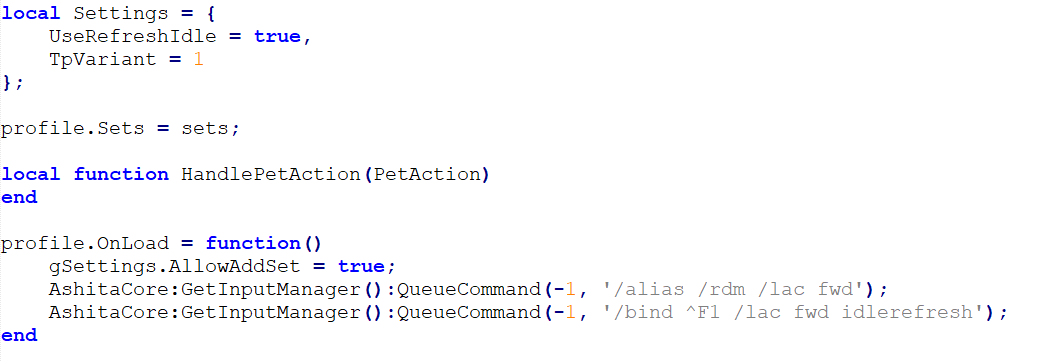 local Settings = {
    UseRefreshIdle = true,
    TpVariant = 1
};

profile.Sets = sets;

local function HandlePetAction(PetAction)
end

profile.OnLoad = function()
    gSettings.AllowAddSet = true;
    AshitaCore:GetInputManager():QueueCommand(-1, '/alias /rdm /lac fwd');
    AshitaCore:GetInputManager():QueueCommand(-1, '/bind ^F1 /lac fwd idlerefresh');
end